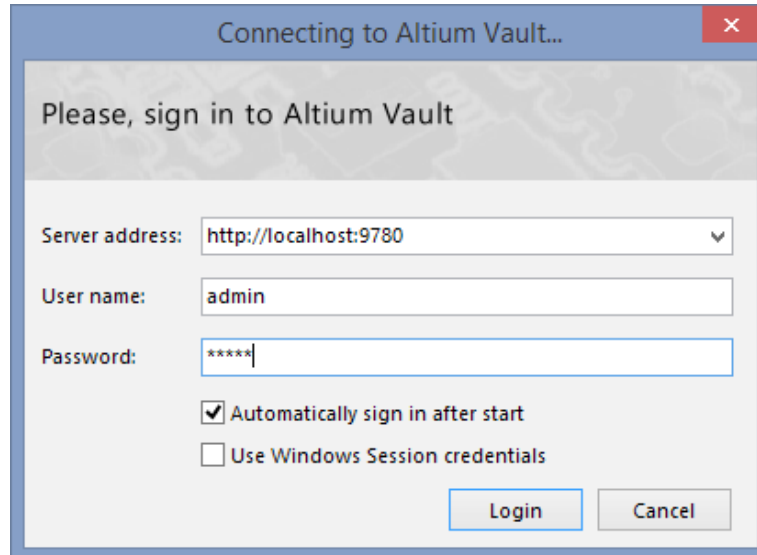 Connecting to Altium Vault...
Please, sign in to Altium Vault
Server address: http://localhost:9780
User name: admin
Password: *****
Automatically sign in after start
Use Windows Session credentials
Login Cancel